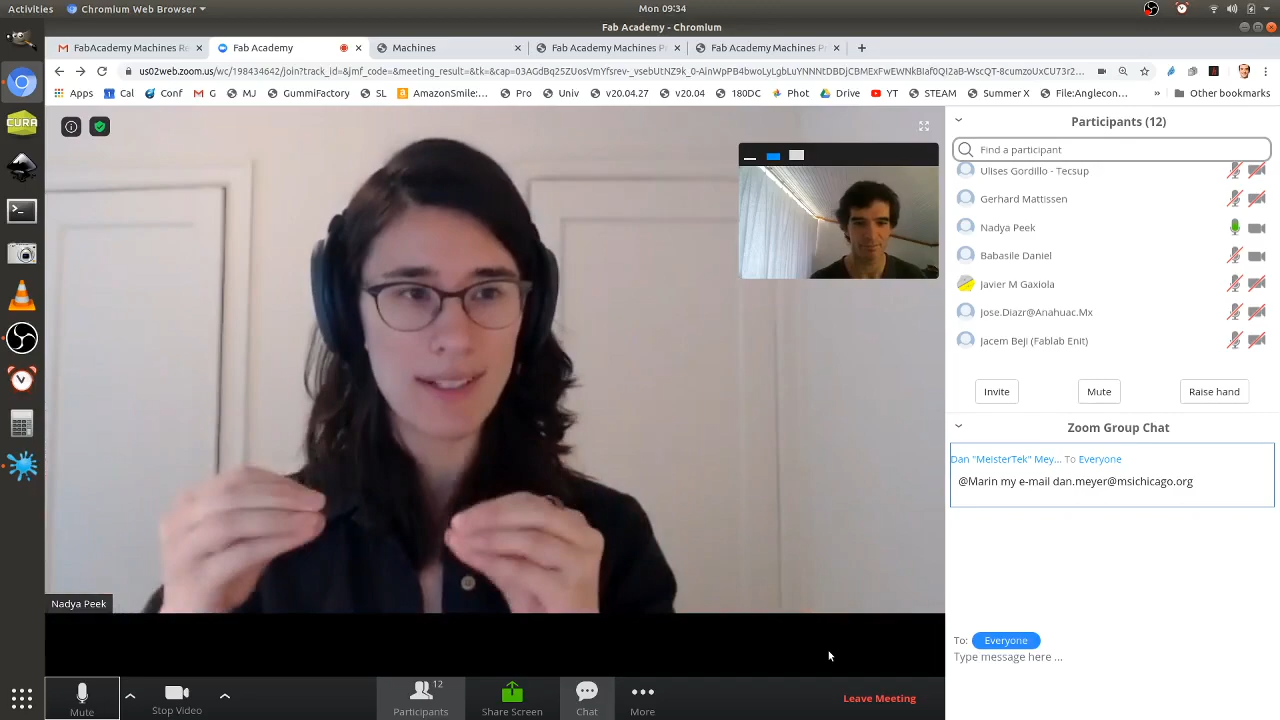 Activities Chromium Web Browser Mon 09:34
Fab Academy - Chromium
FabAcademy Machines Re Fab Academy Machines Fab Academy Machines P Fab Academy Machines P
Apps Cal Conf G MJ GummiFactory SL AmazonSmile:... Pro Univ v20.04.27 v20.04 180DC Phot Drive YT STEAM Summer X File:Anglecon... » Other bookmarks
Participants (12)
Find a participant
Ulises Gordillo - Tecsup
Gerhard Mattissen
Nadya Peek
Babasile Daniel
Javier M Gaxiola
jose.Diazr@Anahuac.Mx
Jacem Beji (Fablab Enit)
Invite Mute Raise hand
Zoom Group Chat
Dan "MeisterTek" Mey... To Everyone
@Marin my e-mail dan.meyer@msichicago.org
Nadya Peek
To: Everyone
Type message here ...
Mute Stop Video Participants 12 Share Screen Chat More Leave Meeting
CURA